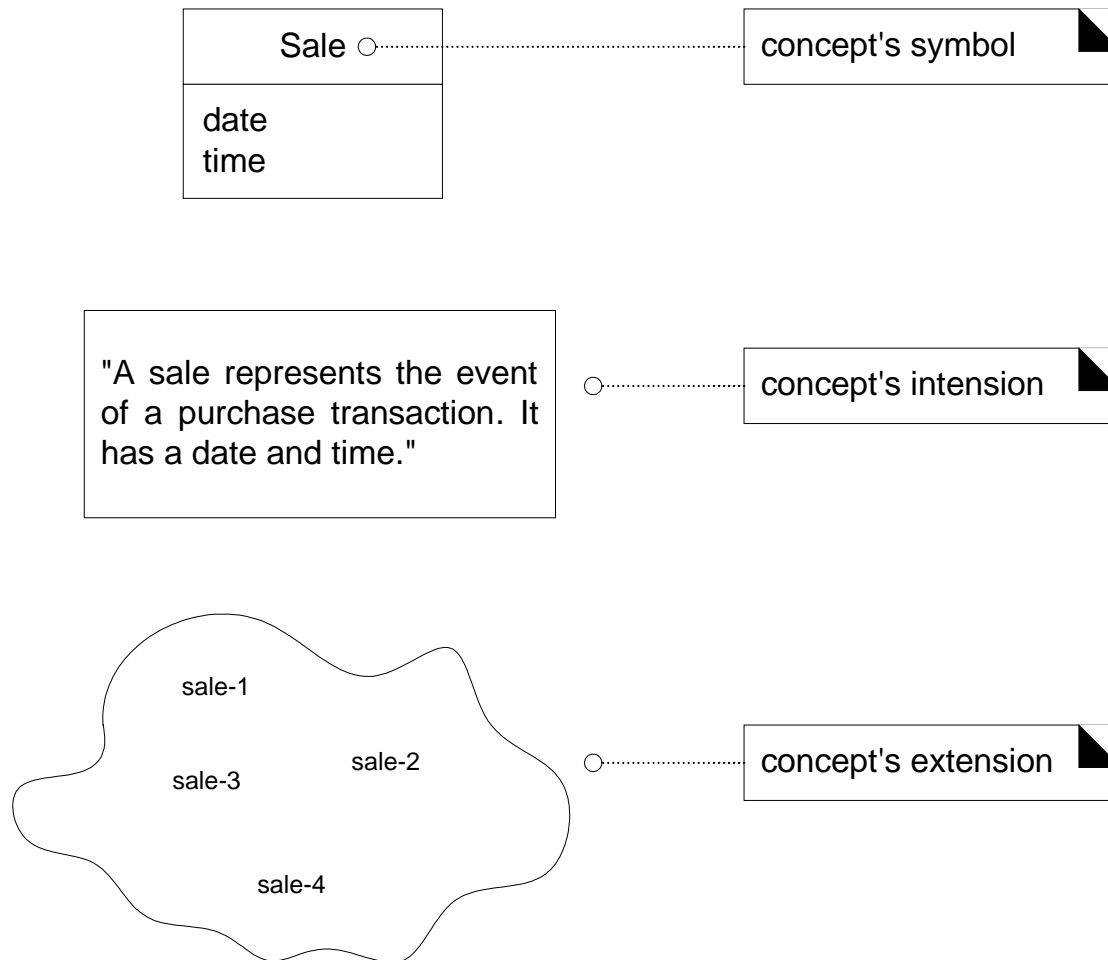 Sale
concept's symbol
date
time
"A sale represents the event
of a purchase transaction. It
has a date and time."
concept's intension
sale-1
sale-2
sale-3
sale-4
concept's extension